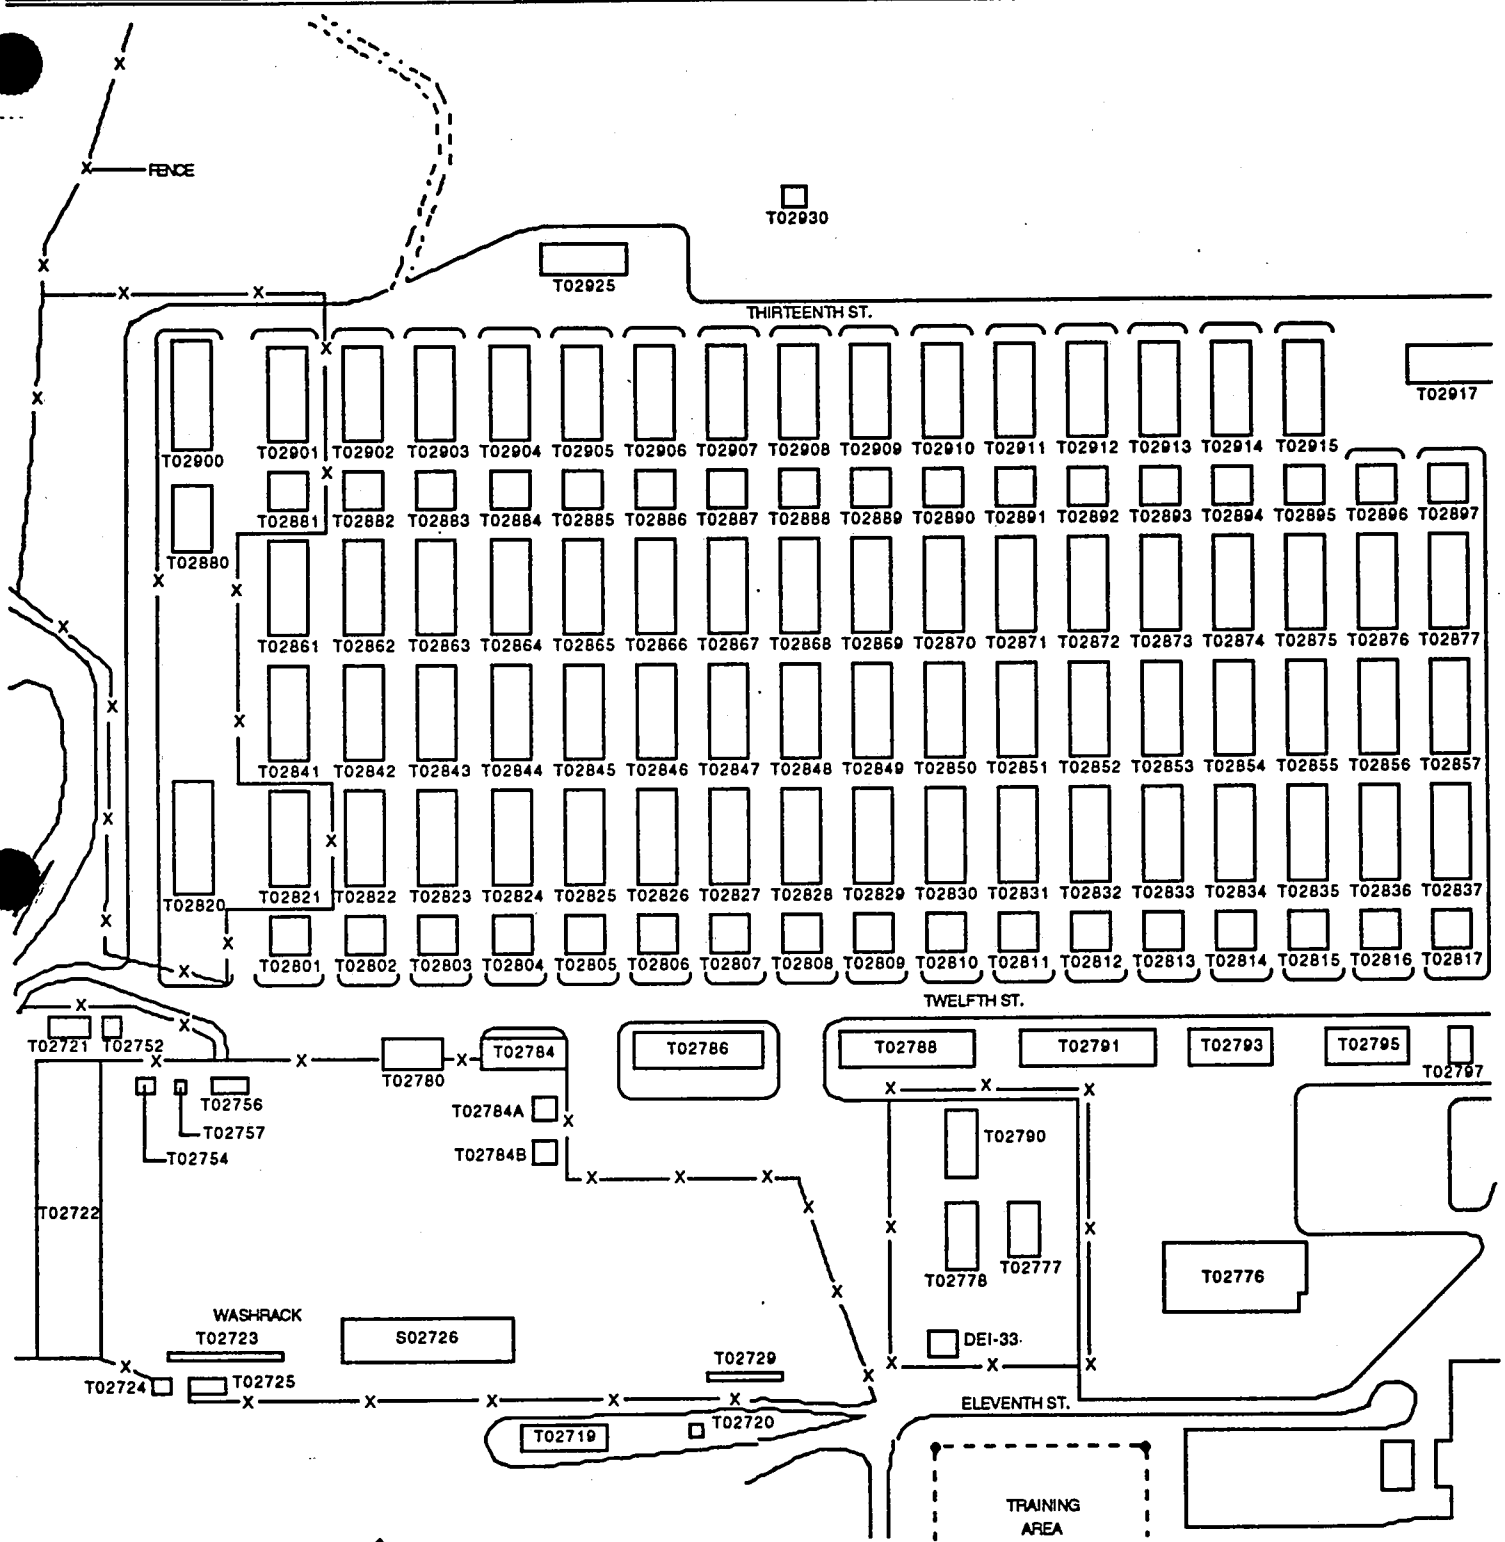 FENCE
T02930
T02925
THIRTEENTH ST.
T02917
T02900
T02901 T02902 T02903 T02904 T02905 T02906 T02907 T02908 T02909 T02910 T02911 T02912 T02913 T02914 T02915
T02881 T02882 T02883 T02884 T02885 T02886 T02887 T02888 T02889 T02890 T02891 T02892 T02893 T02894 T02895 T02896 T02897
T02880
T02861 T02862 T02863 T02864 T02865 T02866 T02867 T02868 T02869 T02870 T02871 T02872 T02873 T02874 T02875 T02876 T02877
T02841 T02842 T02843 T02844 T02845 T02846 T02847 T02848 T02849 T02850 T02851 T02852 T02853 T02854 T02855 T02856 T02857
T02820 T02821 T02822 T02823 T02824 T02825 T02826 T02827 T02828 T02829 T02830 T02831 T02832 T02833 T02834 T02835 T02836 T02837
T02801 T02802 T02803 T02804 T02805 T02806 T02807 T02808 T02809 T02810 T02811 T02812 T02813 T02814 T02815 T02816 T02817
TWELFTH ST.
T02721 T02752
T02784 T02786 T02788 T02791 T02793 T02795
T02797
T02780
T02756
T02784A
T02757
T02790
T02754
T02784B
T02722
T02778 T02777
T02776
WASHRACK
T02723
S02726
DEI-33
T02729
T02724 T02725
ELEVENTH ST.
T02719
T02720
TRAINING
AREA